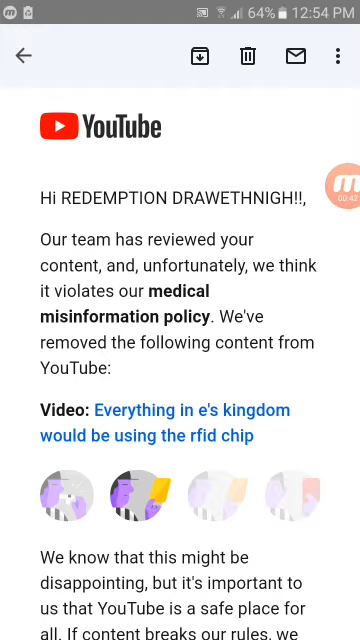 64% 12:54 PM
YouTube
00:42
Hi REDEMPTION DRAWETHNIGH!!,
Our team has reviewed your
content, and, unfortunately, we think
it violates our medical
misinformation policy. We've
removed the following content from
YouTube:
Video: Everything in e's kingdom
would be using the rfid chip
We know that this might be
disappointing, but it's important to
us that YouTube is a safe place for
all. If content breaks our rules, we